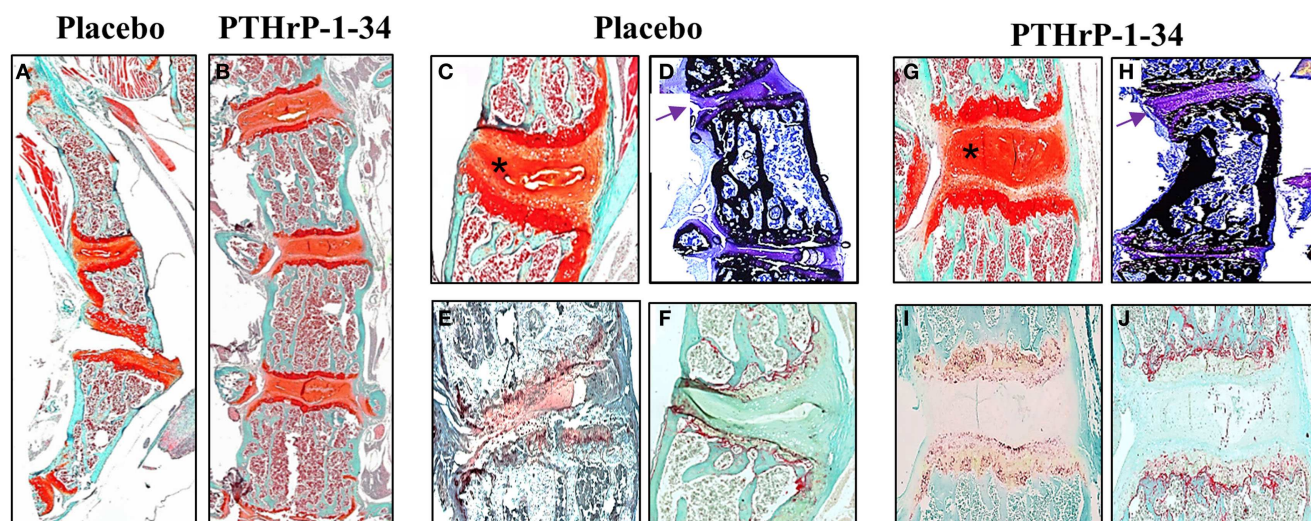 Placebo
PTHrP-1-34
Placebo
PTHrP-1-34
A
B
C
D
G
H
*
*
E
F
I
J